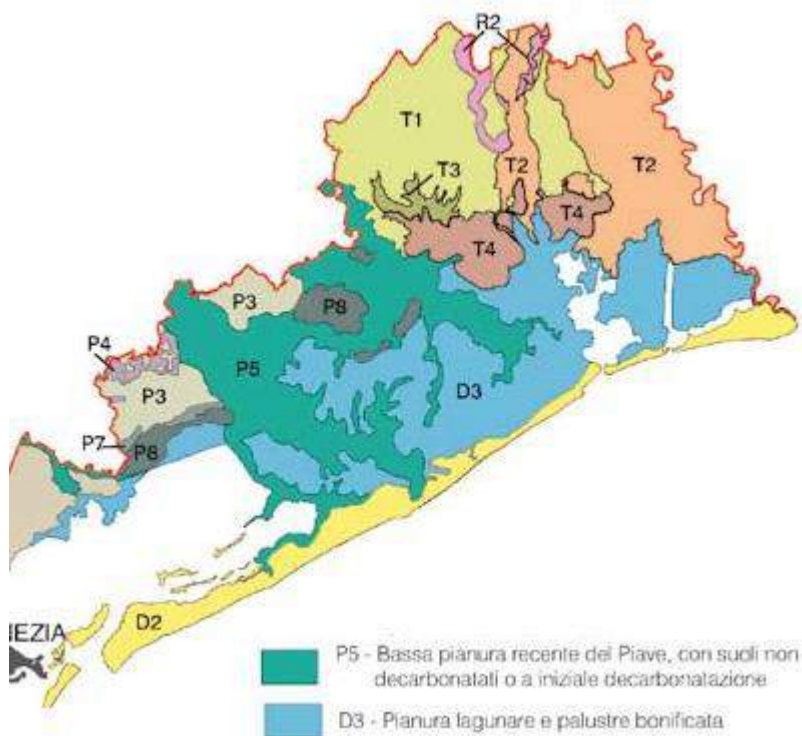 R2
T1
T3
T2
T2
T4
T4
P3
P8
P4
P5
P3
D3
P7
P8
D2
NEZIA
P5 - Bassa pianura recente del Piave, con suoli non
decarbonatati o a iniziale decarbonatazione
D3 - Pianura lagunare e palustre bonificata